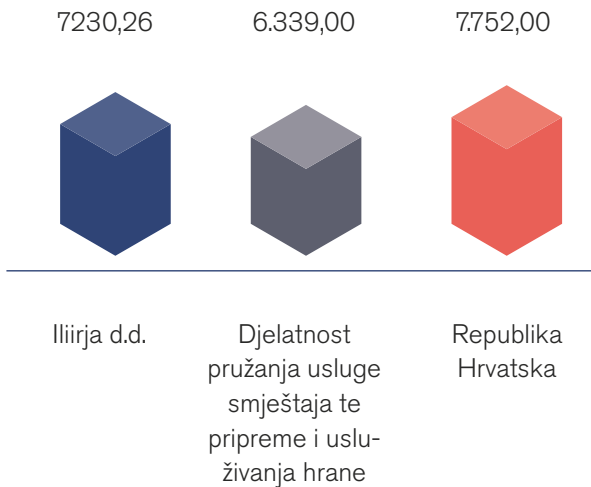 7230,26 6.339,00 7.752,00
Iliirja d.d.
Djelatnost
pružanja usluge
smještaja te
pripreme i uslu-
živanja hrane
Republika
Hrvatska